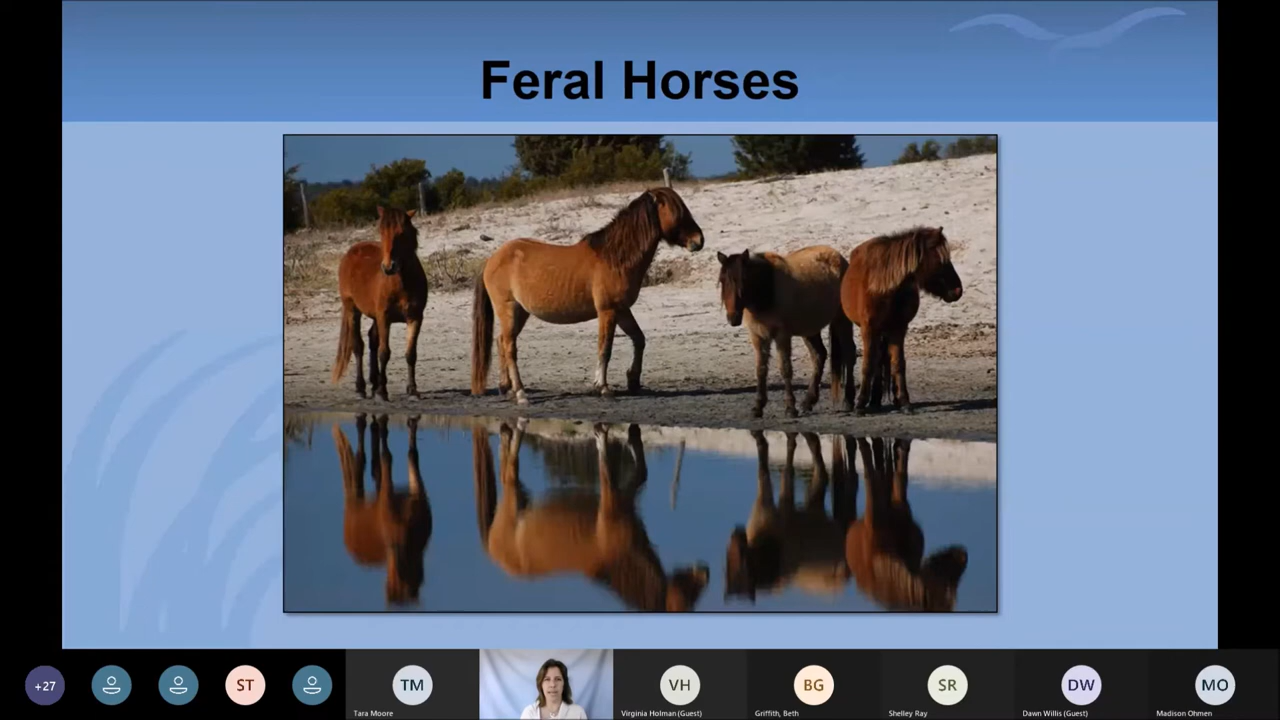 Feral Horses
+27
ST
TM
VH
BG
SR
DW
MO
Tara Moore
Virginia Holman (Guest)
Griffith, Beth
Shelley Ray
Dawn Willis (Guest)
Madison Ohmen